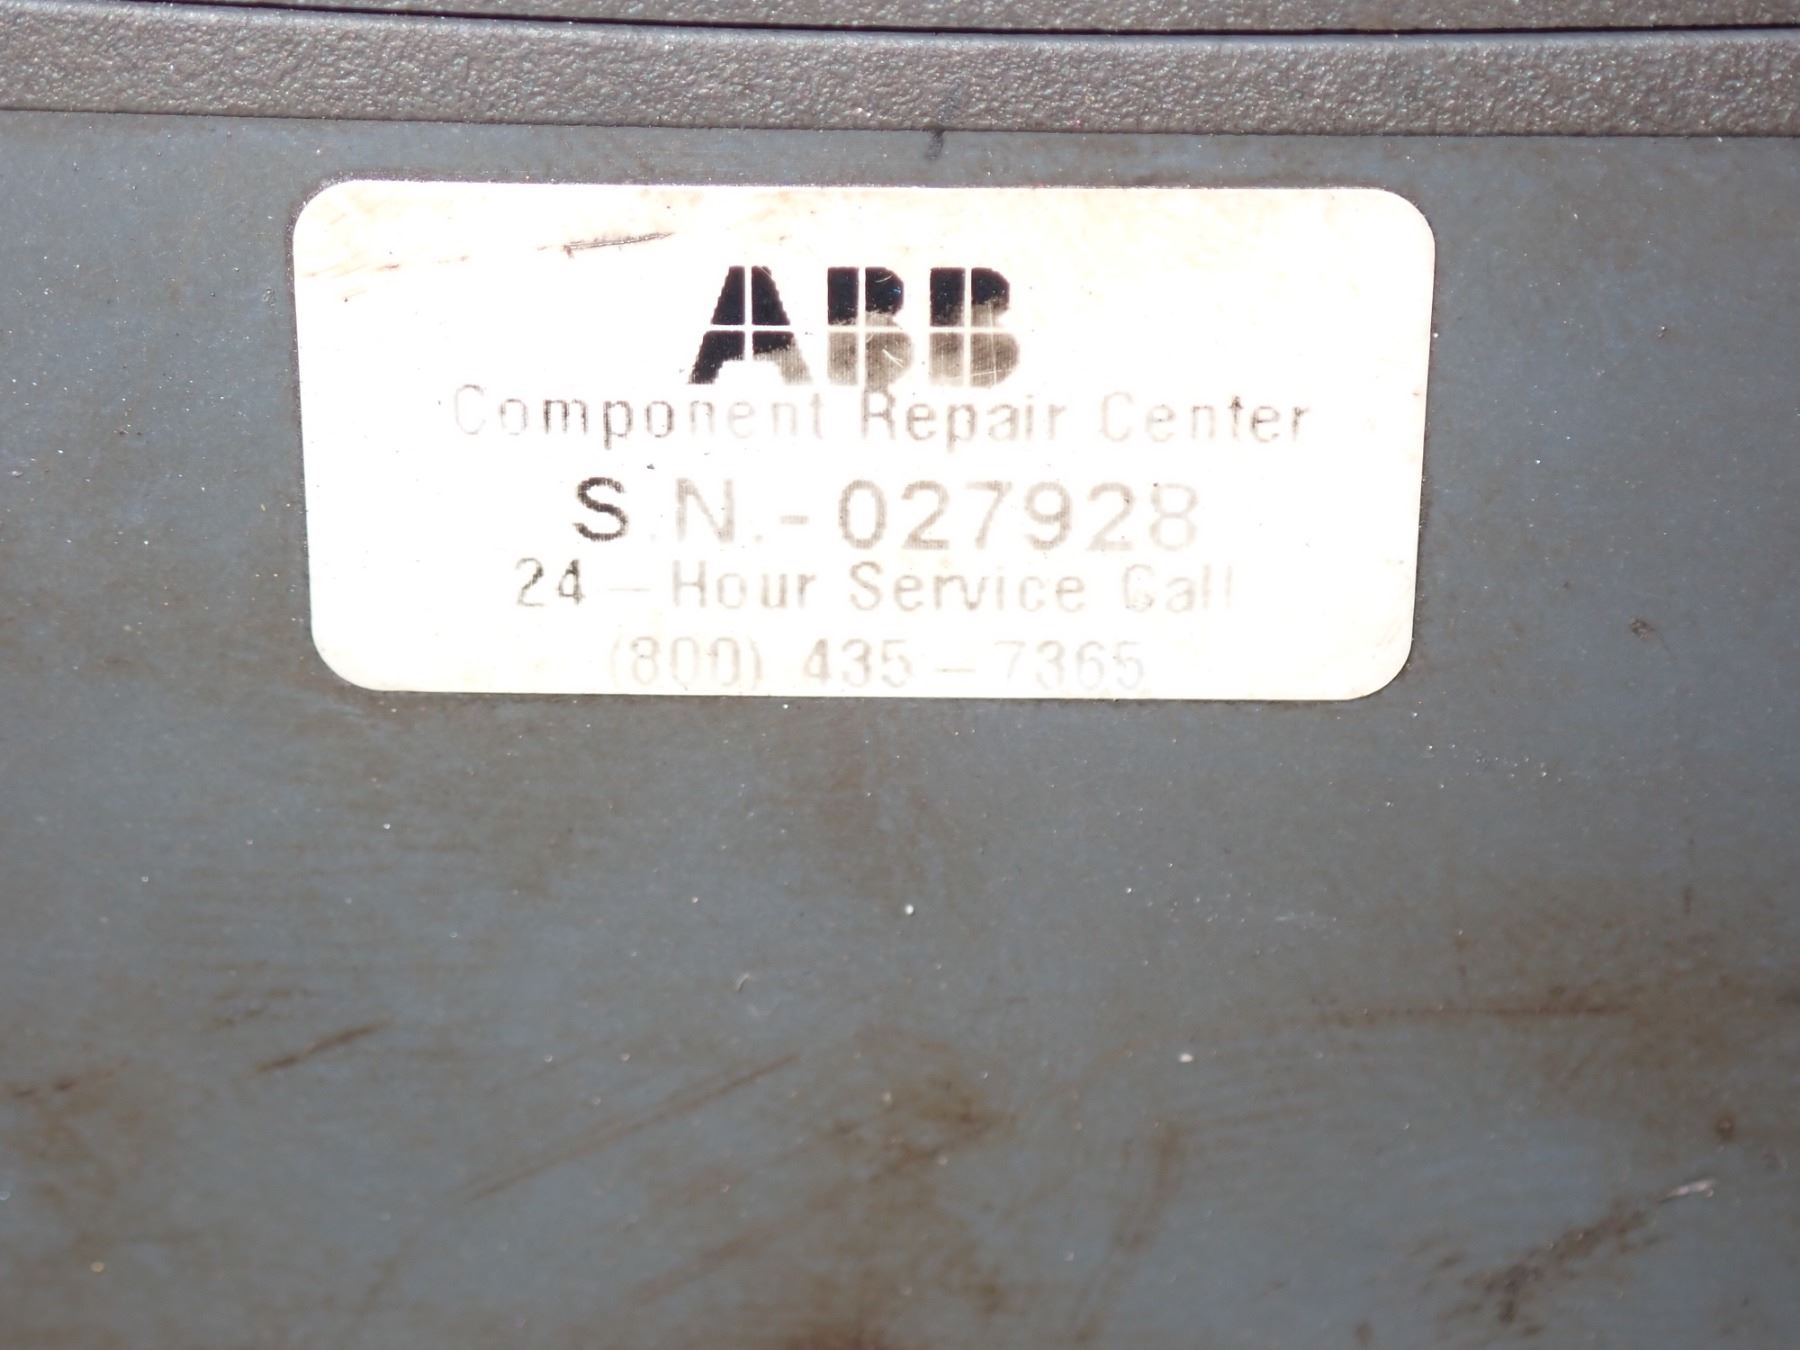 ABB
Component Repair Center
S.N.-027928
24 - Hour Service Call
(800) 435 - 7365